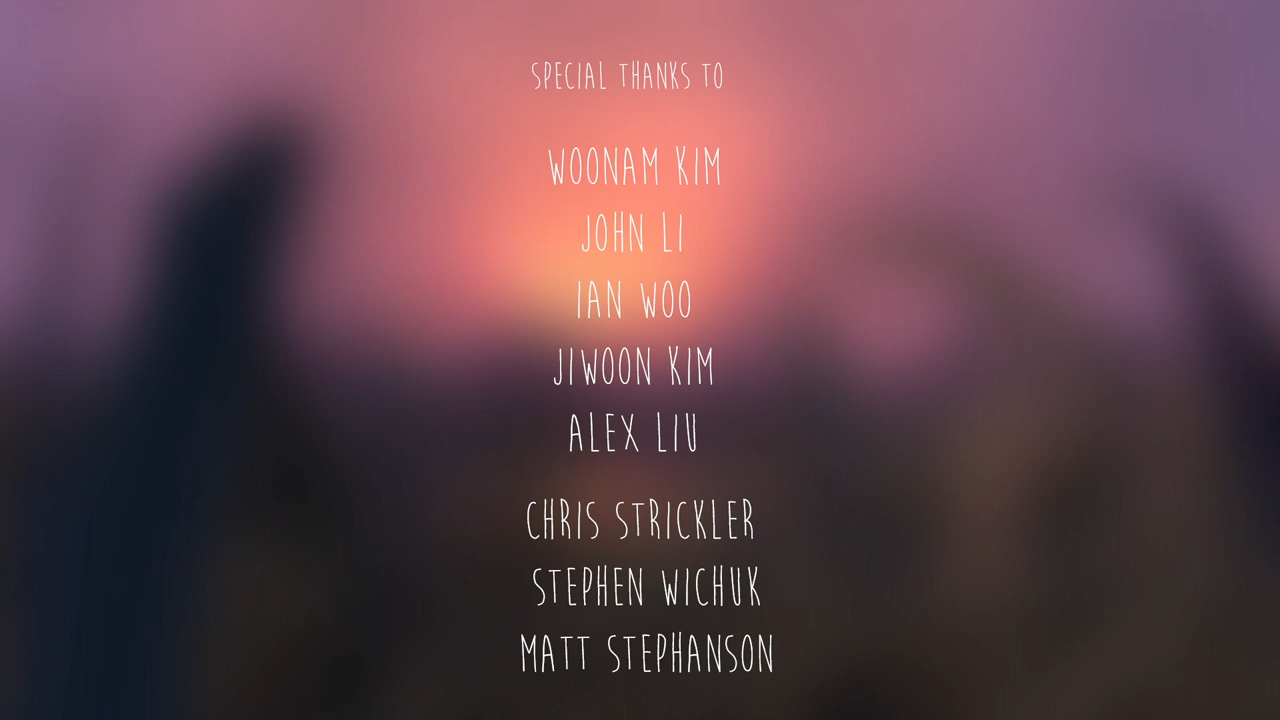 SPECIAL THANKS TO
WOONAM KIM
JOHN LI
IAN WOO
JIWOON KIM
ALEX LIU
CHRIS STRICKLER
STEPHEN WICHUK
MATT STEPHANSON